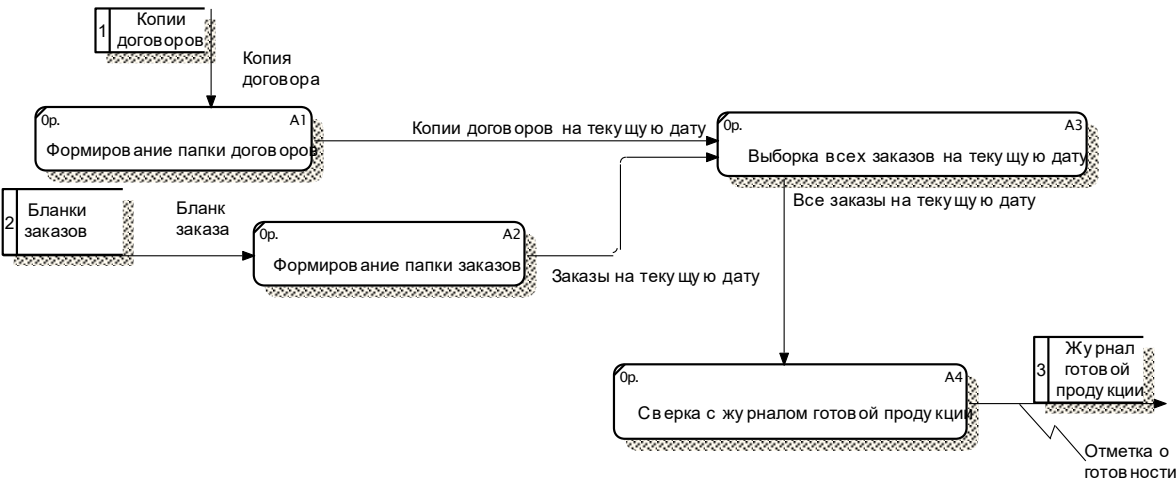 1
Копии
договоров
Копия
договора
0р.
A1
Формирование папки договоров
Копии договоров на текущую дату
0р.
A3
Выборка всех заказов на текущую дату
2
Бланки
заказов
Бланк
заказа
0р.
A2
Формирование папки заказов
Заказы на текущую дату
Все заказы на текущую дату
0р.
A4
Сверка с журналом готовой продукции
3
Журнал
готовой
продукции
Отметка о
готовности